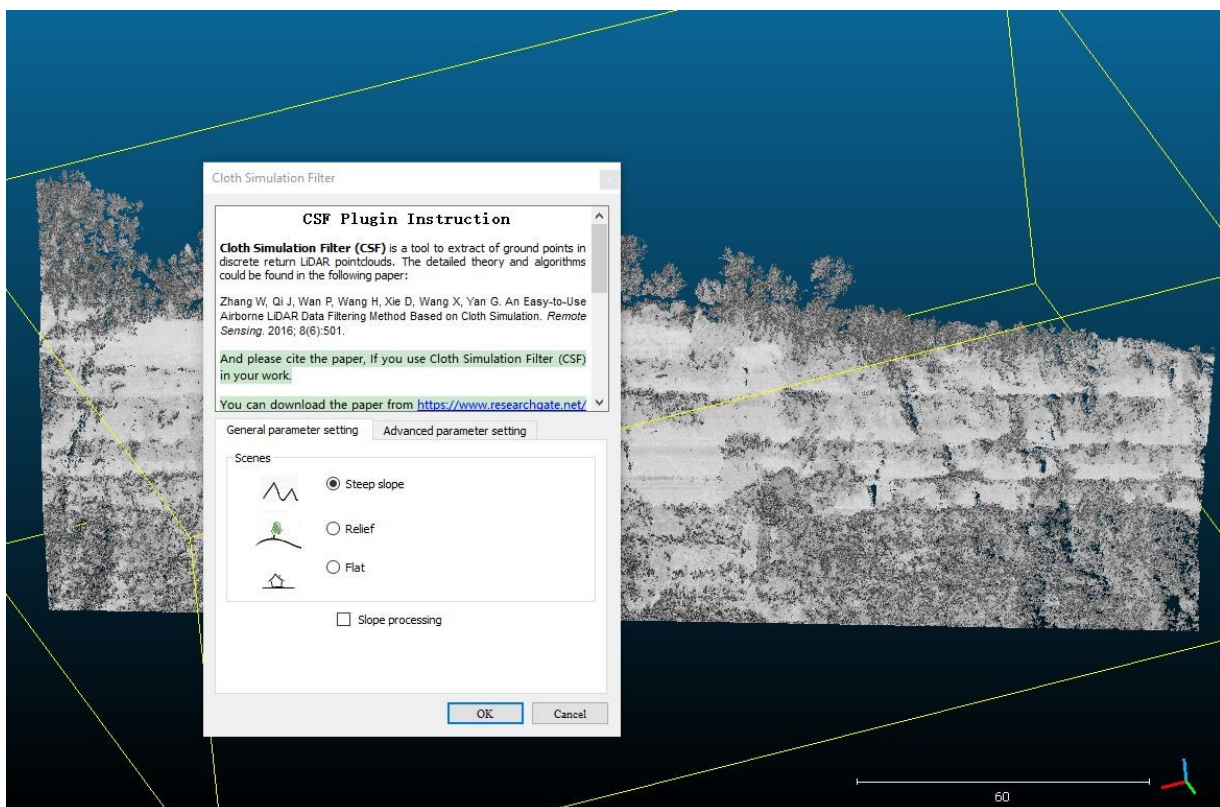 Cloth Simulation Filter
CSF Plugin Instruction
Cloth Simulation Filter (CSF) is a tool to extract of ground points in
discrete return LiDAR pointclouds. The detailed theory and algorithms
could be found in the following paper:
Zhang W, Qi J, Wan P, Wang H, Xie D, Wang X, Yan G. An Easy-to-Use
Airborne LiDAR Data Filtering Method Based on Cloth Simulation. Remote
Sensing. 2016; 8(6):501.
And please cite the paper, If you use Cloth Simulation Filter (CSF)
in your work.
You can download the paper from https://www.researchgate.net/
General parameter setting Advanced parameter setting
Scenes
Steep slope
Relief
Flat
Slope processing
OK Cancel
60